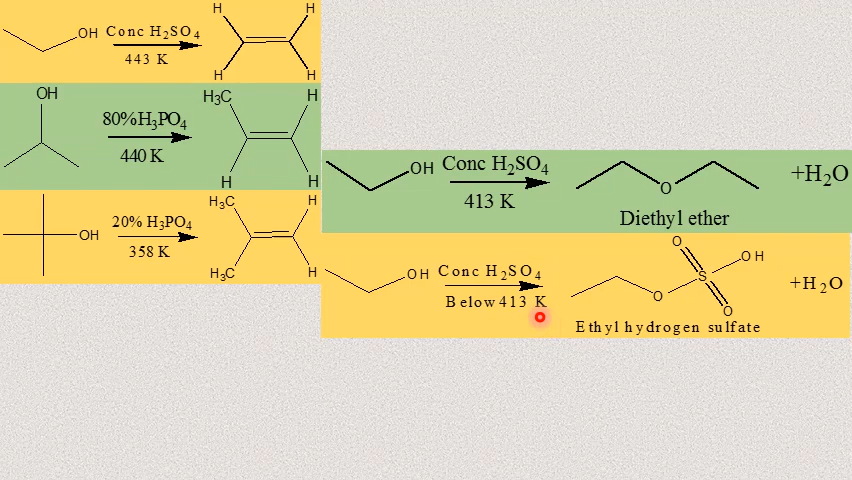 H H
OH Conc H₂SO₄
443 K
H H
OH
H₃C H
80%H₃PO₄
440 K
H H
H₃C H
20% H₃PO₄
OH
358 K
H₃C H
OH Conc H₂SO₄ +H₂O
413 K O
Diethyl ether
O OH
OH Conc H₂SO₄ S +H₂O
Below 413 K O O
Ethyl hydrogen sulfate